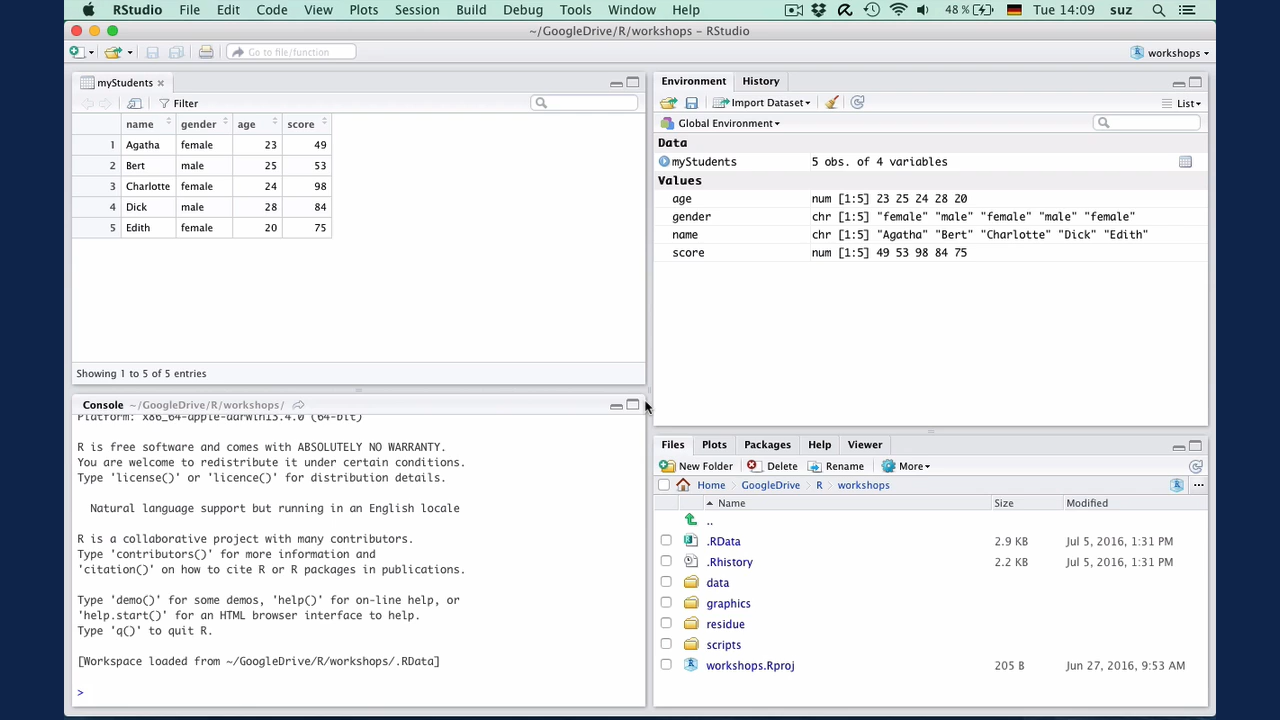 RStudio File Edit Code View Plots Session Build Debug Tools Window Help 48% Tue 14:09 suz
~/GoogleDrive/R/workshops – RStudio
Go to file/function workshops
myStudents
Filter
name gender age score
1 Agatha female 23 49
2 Bert male 25 53
3 Charlotte female 24 98
4 Dick male 28 84
5 Edith female 20 75
Showing 1 to 5 of 5 entries
Console ~/GoogleDrive/R/workshops/
Platform: x86_64-apple-darwin13.4.0 (64-bit)
R is free software and comes with ABSOLUTELY NO WARRANTY.
You are welcome to redistribute it under certain conditions.
Type 'license()' or 'licence()' for distribution details.
Natural language support but running in an English locale
R is a collaborative project with many contributors.
Type 'contributors()' for more information and
'citation()' on how to cite R or R packages in publications.
Type 'demo()' for some demos, 'help()' for on-line help, or
'help.start()' for an HTML browser interface to help.
Type 'q()' to quit R.
[Workspace loaded from ~/GoogleDrive/R/workshops/.RData]
>
Environment History
Import Dataset List
Global Environment
Data
myStudents 5 obs. of 4 variables
Values
age num [1:5] 23 25 24 28 20
gender chr [1:5] "female" "male" "female" "male" "female"
name chr [1:5] "Agatha" "Bert" "Charlotte" "Dick" "Edith"
score num [1:5] 49 53 98 84 75
Files Plots Packages Help Viewer
New Folder Delete Rename More
Home GoogleDrive R workshops ...
Name Size Modified
..
.RData 2.9 KB Jul 5, 2016, 1:31 PM
.Rhistory 2.2 KB Jul 5, 2016, 1:31 PM
data
graphics
residue
scripts
workshops.Rproj 205 B Jun 27, 2016, 9:53 AM